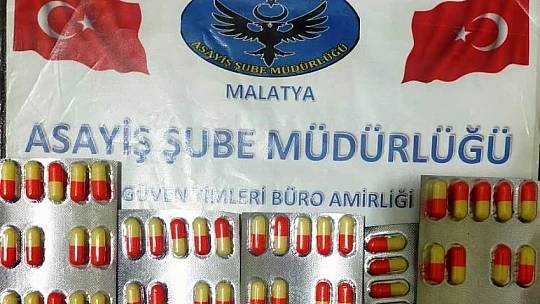 ASAYİŞ ŞUBE MÜDÜRLÜĞÜ
MALATYA
ASAYİŞ ŞUBE MÜDÜRLÜĞÜ
GÜVEN TİMLERİ BÜRO AMİRLİĞİ